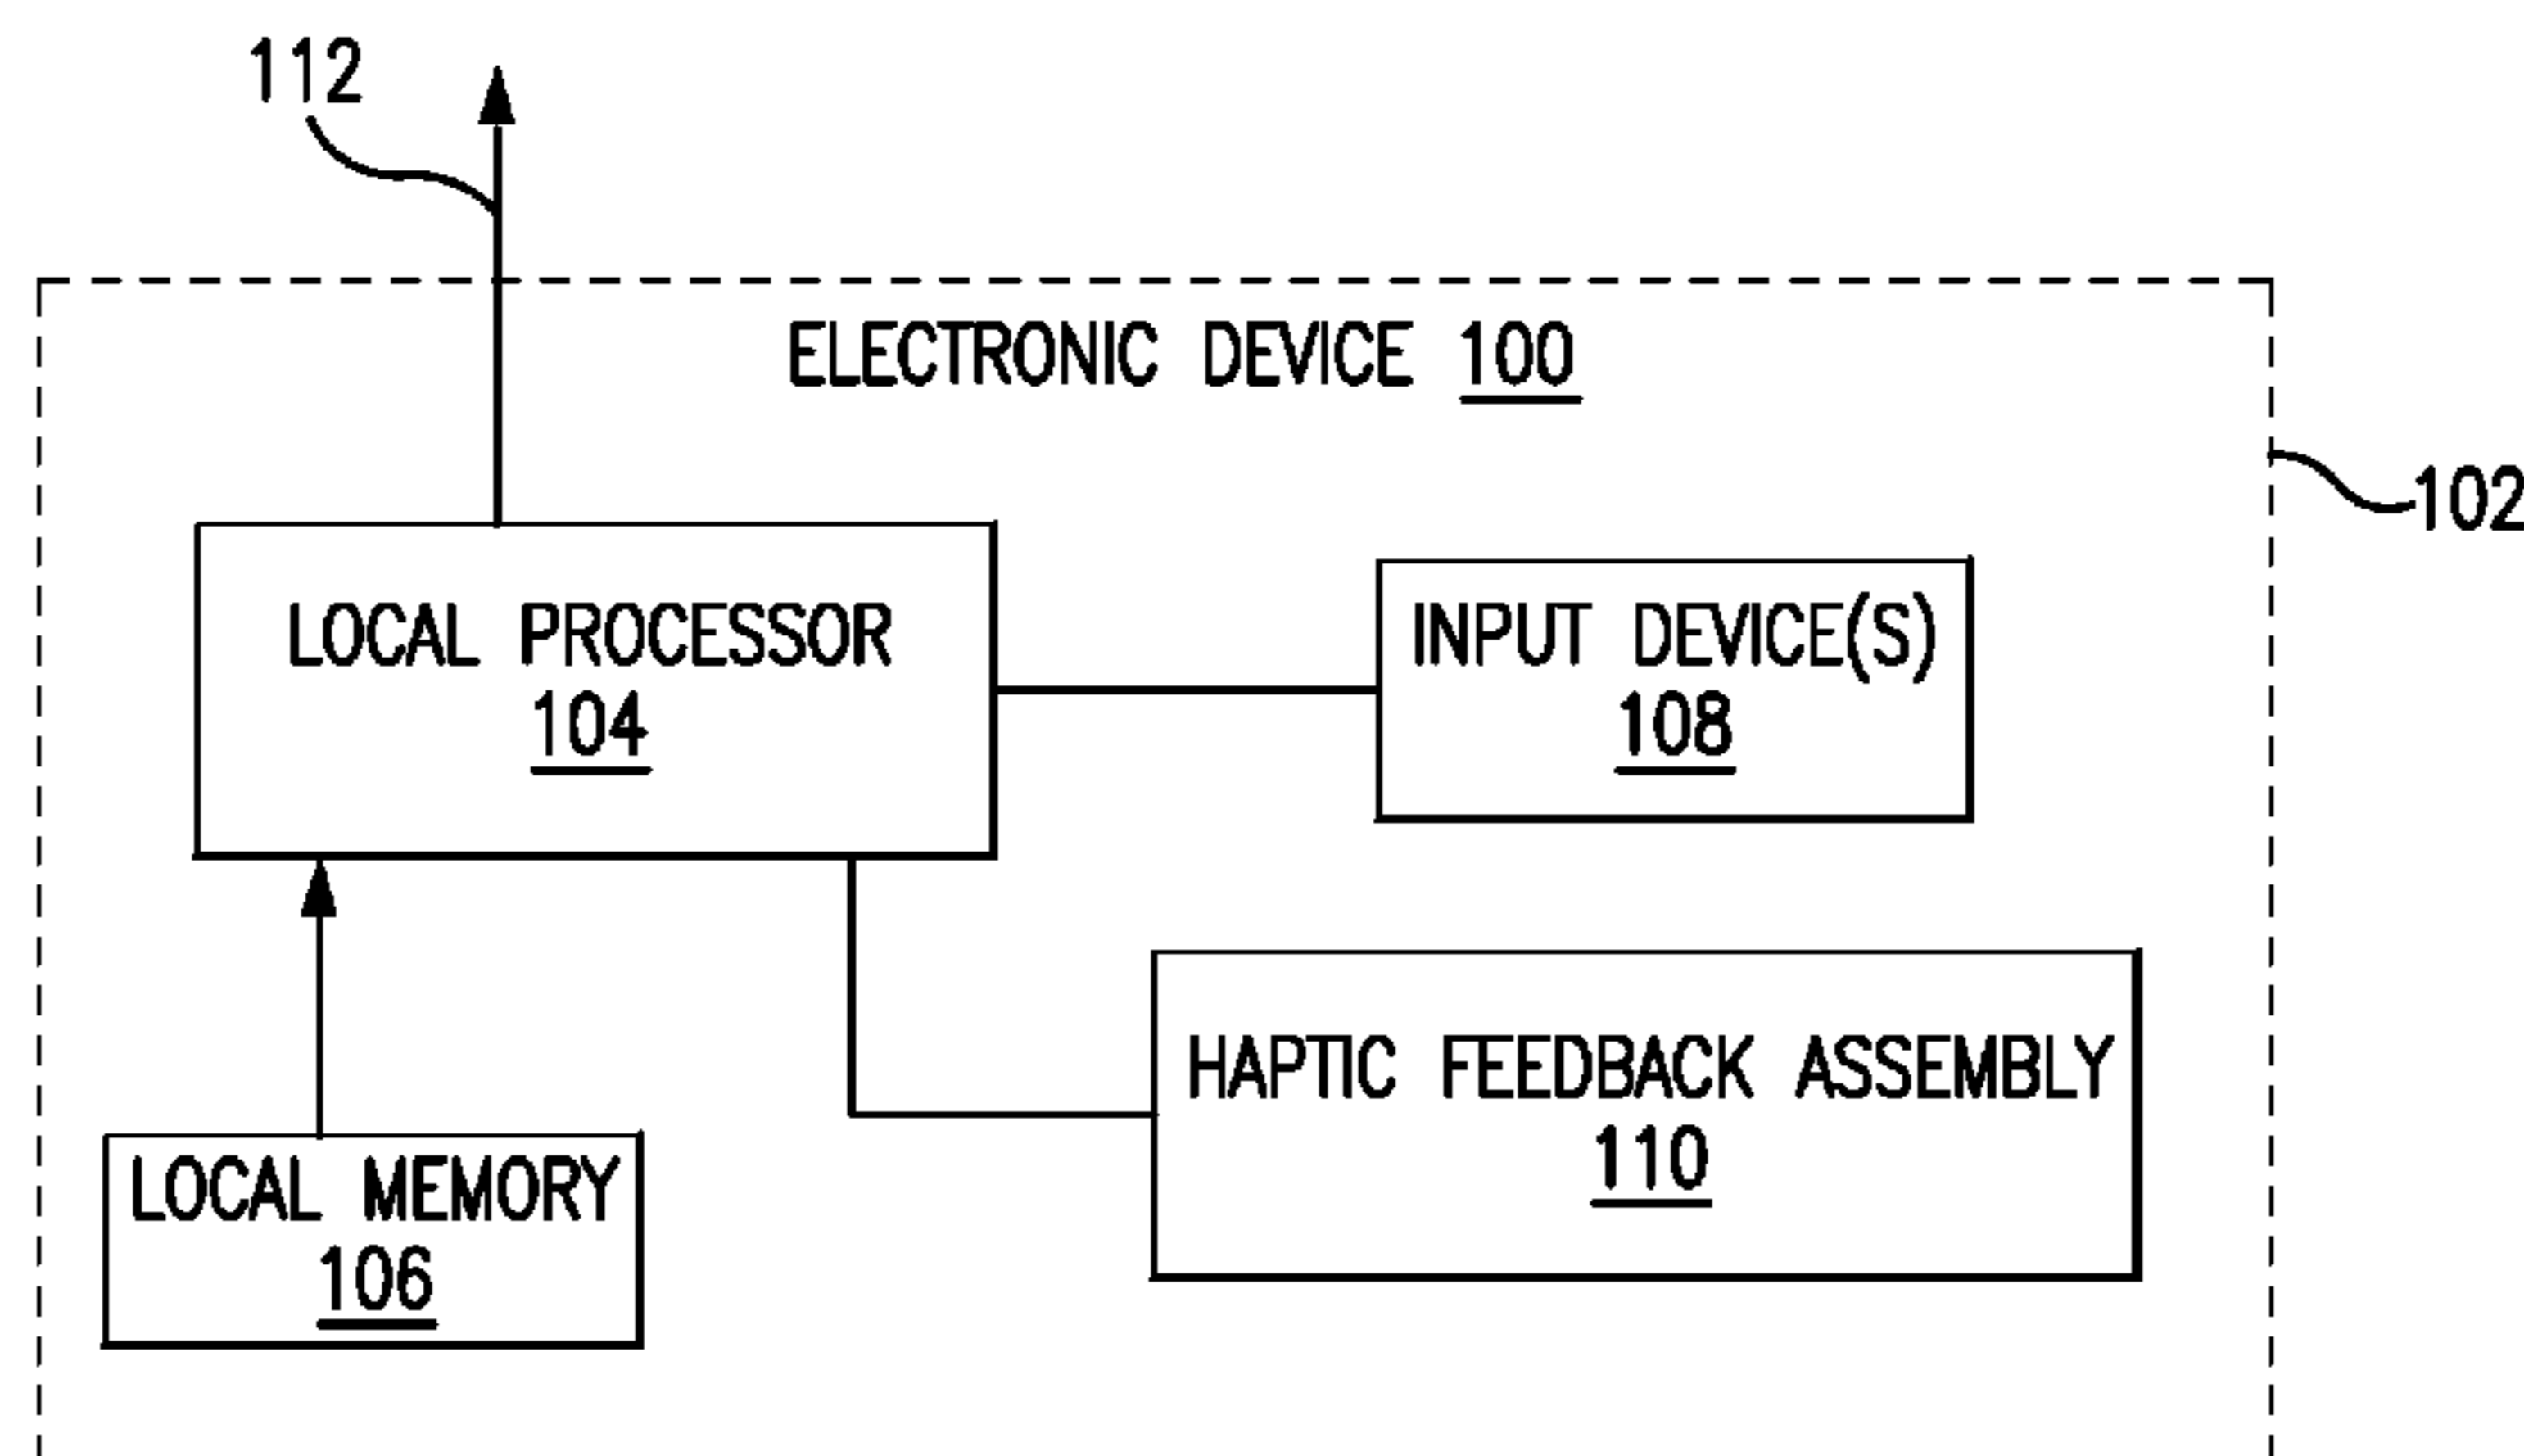 112
ELECTRONIC DEVICE 100
102
LOCAL PROCESSOR
104
INPUT DEVICE(S)
108
HAPTIC FEEDBACK ASSEMBLY
110
LOCAL MEMORY
106